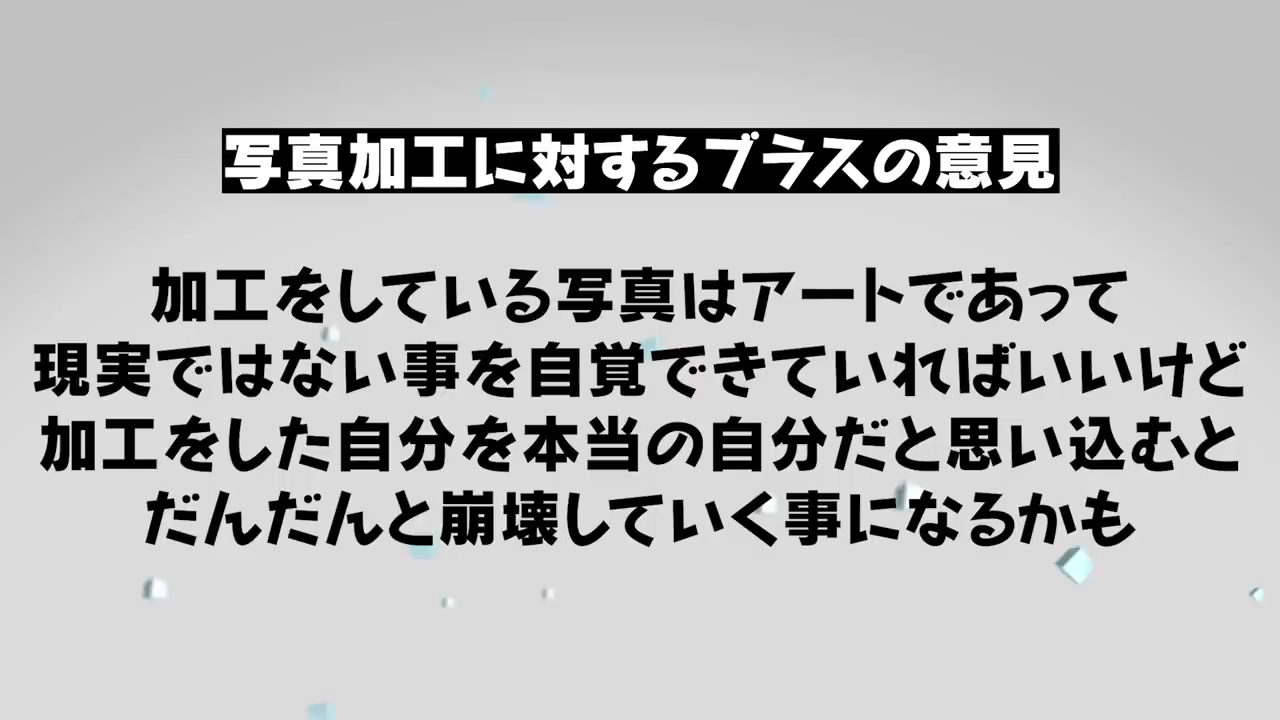 写真加工に対するプラスの意見
加工をしている写真はアートであって
現実ではない事を自覚できていればいいけど
加工をした自分を本当の自分だと思い込むと
だんだんと崩壊していく事になるかも